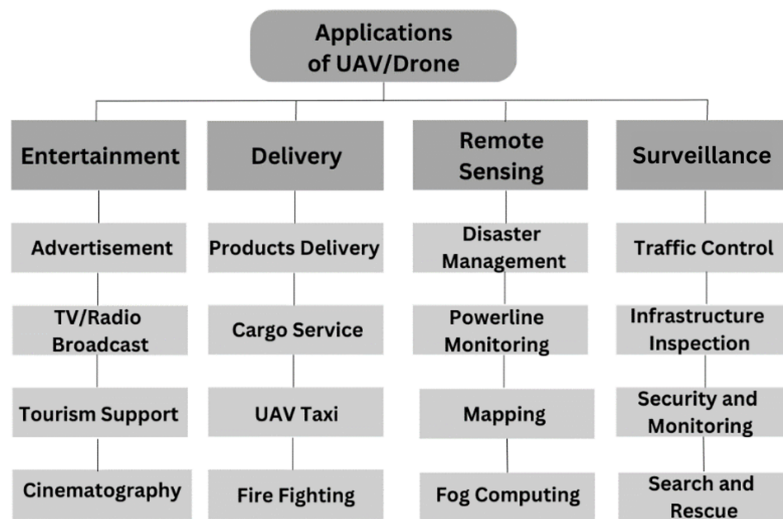 Applications
of UAV/Drone
Entertainment
Delivery
Remote
Sensing
Surveillance
Advertisement
Products Delivery
Disaster
Management
Traffic Control
TV/Radio
Broadcast
Cargo Service
Powerline
Monitoring
Infrastructure
Inspection
Tourism Support
UAV Taxi
Mapping
Security and
Monitoring
Cinematography
Fire Fighting
Fog Computing
Search and
Rescue